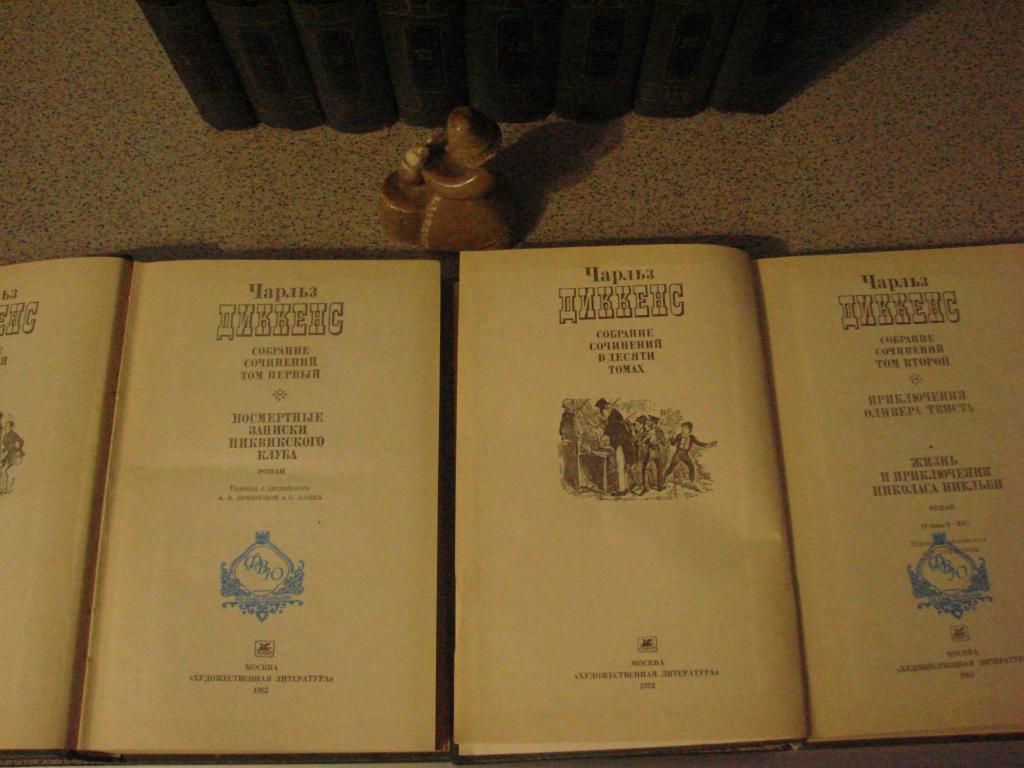 Чарльз
ДИККЕНС
СОБРАНИЕ
СОЧИНЕНИЙ
ТОМ ПЕРВЫЙ
ПОСМЕРТНЫЕ
ЗАПИСКИ
ПИКВИКСКОГО
КЛУБА
РОМАН
Перевод с английского
МОСКВА
«ХУДОЖЕСТВЕННАЯ ЛИТЕРАТУРА»
1982
Чарльз
ДИККЕНС
СОБРАНИЕ
СОЧИНЕНИЙ
В ДЕСЯТИ
ТОМАХ
МОСКВА
«ХУДОЖЕСТВЕННАЯ ЛИТЕРАТУРА»
1982
Чарльз
ДИККЕНС
СОБРАНИЕ
СОЧИНЕНИЙ
ТОМ ВТОРОЙ
ПРИКЛЮЧЕНИЯ
ОЛИВЕРА ТВИСТА
ЖИЗНЬ
И ПРИКЛЮЧЕНИЯ
НИКОЛАСА НИКЛЬБИ
РОМАН
МОСКВА
«ХУДОЖЕСТВЕННАЯ ЛИТЕРАТУРА